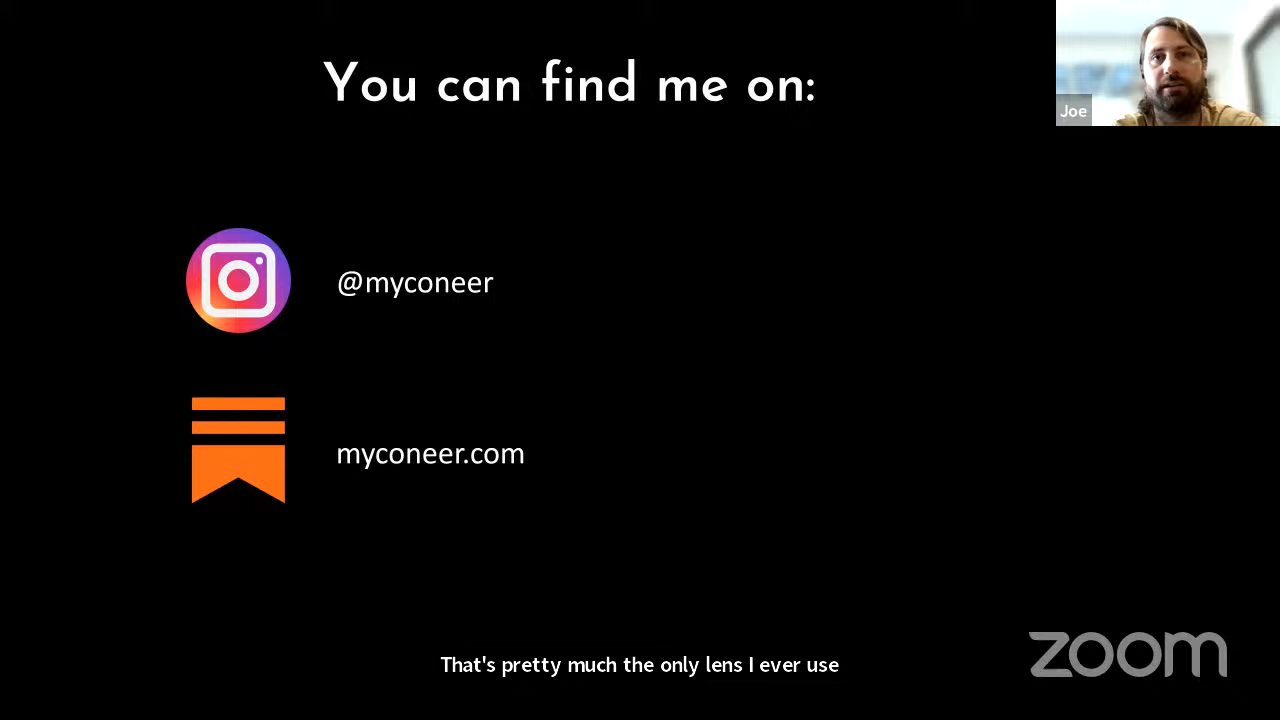 You can find me on:
Joe
@myconeer
myconeer.com
That's pretty much the only lens I ever use
zoom